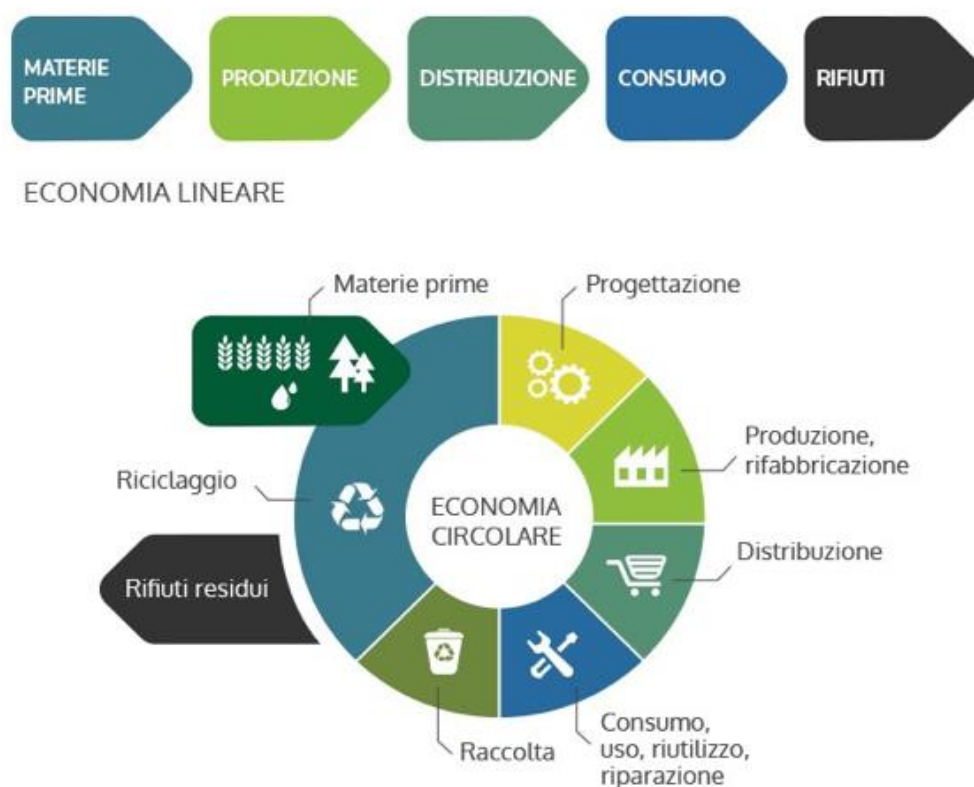 MATERIE
PRIME
PRODUZIONE
DISTRIBUZIONE
CONSUMO
RIFIUTI
ECONOMIA LINEARE
Materie prime
Progettazione
Produzione,
rifabbricazione
Riciclaggio
ECONOMIA
CIRCOLARE
Distribuzione
Rifiuti residui
Consumo,
uso, riutilizzo,
riparazione
Raccolta